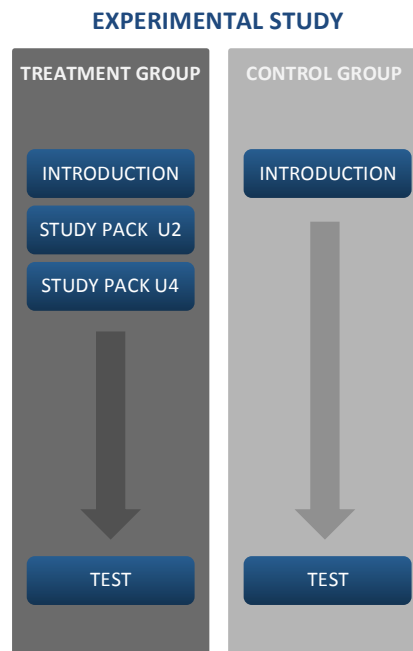 EXPERIMENTAL STUDY
TREATMENT GROUP
INTRODUCTION
STUDY PACK U2
STUDY PACK U4
TEST
CONTROL GROUP
INTRODUCTION
TEST